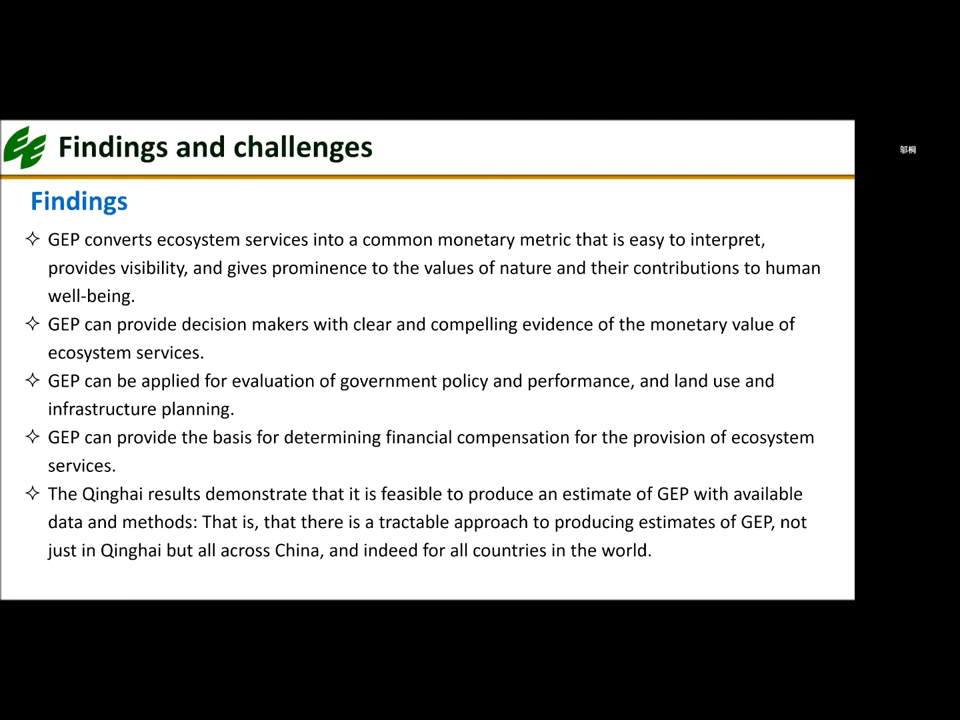 Findings and challenges
邬桐
Findings
✧ GEP converts ecosystem services into a common monetary metric that is easy to interpret,
provides visibility, and gives prominence to the values of nature and their contributions to human
well-being.
✧ GEP can provide decision makers with clear and compelling evidence of the monetary value of
ecosystem services.
✧ GEP can be applied for evaluation of government policy and performance, and land use and
infrastructure planning.
✧ GEP can provide the basis for determining financial compensation for the provision of ecosystem
services.
✧ The Qinghai results demonstrate that it is feasible to produce an estimate of GEP with available
data and methods: That is, that there is a tractable approach to producing estimates of GEP, not
just in Qinghai but all across China, and indeed for all countries in the world.